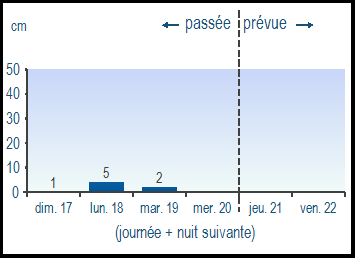 ← passée prévue →
cm
50
40
30
20
10
0
1 5 2
dim. 17 lun. 18 mar. 19 mer. 20 jeu. 21 ven. 22
(journée + nuit suivante)